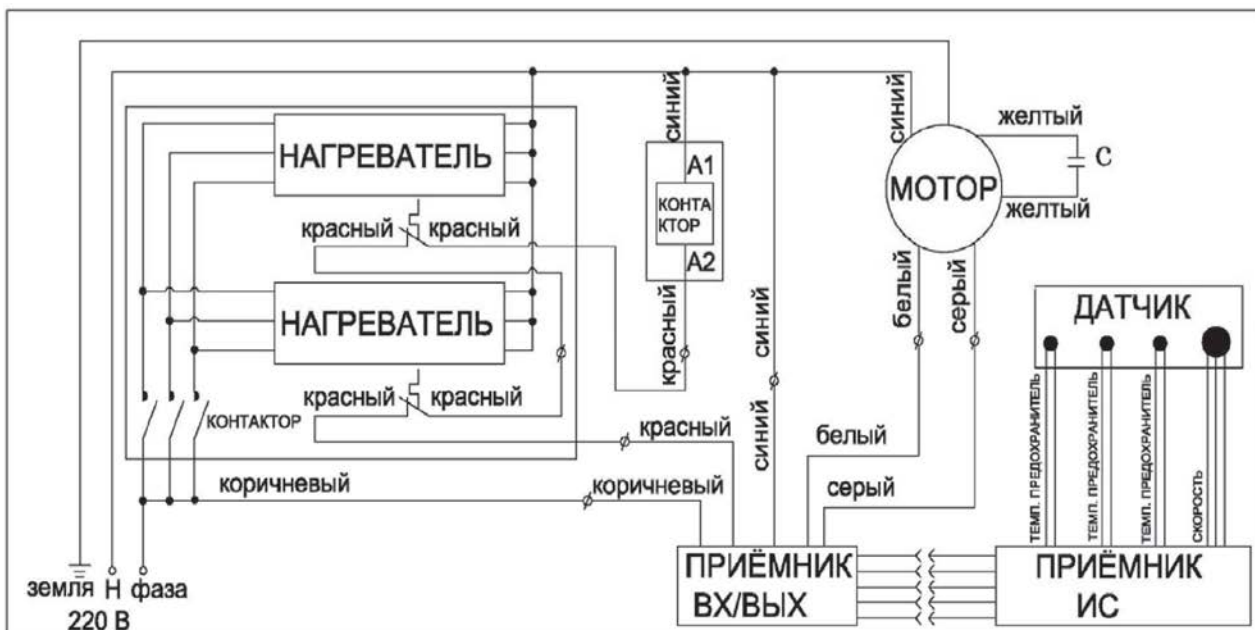 НАГРЕВАТЕЛЬ
красный
красный
НАГРЕВАТЕЛЬ
красный
красный
КОНТАКТОР
коричневый
коричневый
красный
земля Н фаза
220 В
синий
А1
КОНТА
КТОР
А2
красный
синий
синий
синий
МОТОР
желтый
С
желтый
белый
серый
белый
серый
ДАТЧИК
ТЕМП. ПРЕДОХРАНИТЕЛЬ
ТЕМП. ПРЕДОХРАНИТЕЛЬ
ТЕМП. ПРЕДОХРАНИТЕЛЬ
СКОРОСТЬ
ПРИЁМНИК
ВХ/ВЫХ
ПРИЁМНИК
ИС